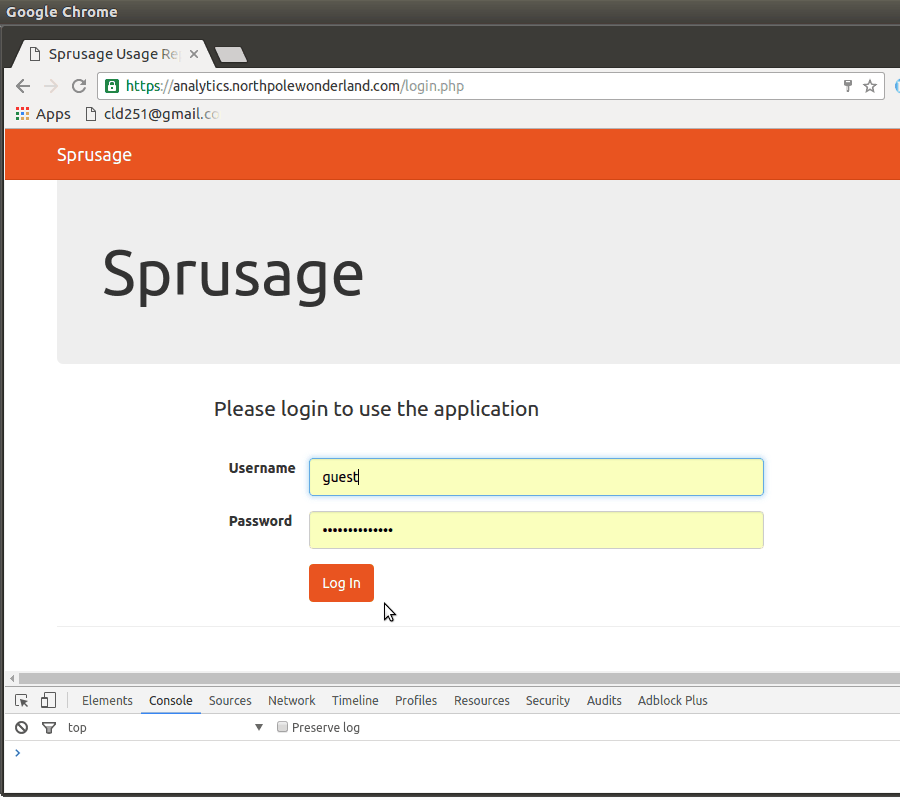 Google Chrome
Sprusage Usage Re
https://analytics.northpolewonderland.com/login.php
Apps cld251@gmail.co
Sprusage
Sprusage
Please login to use the application
Username guest
Password ••••••••••••••
Log In
Elements Console Sources Network Timeline Profiles Resources Security Audits Adblock Plus
top Preserve log